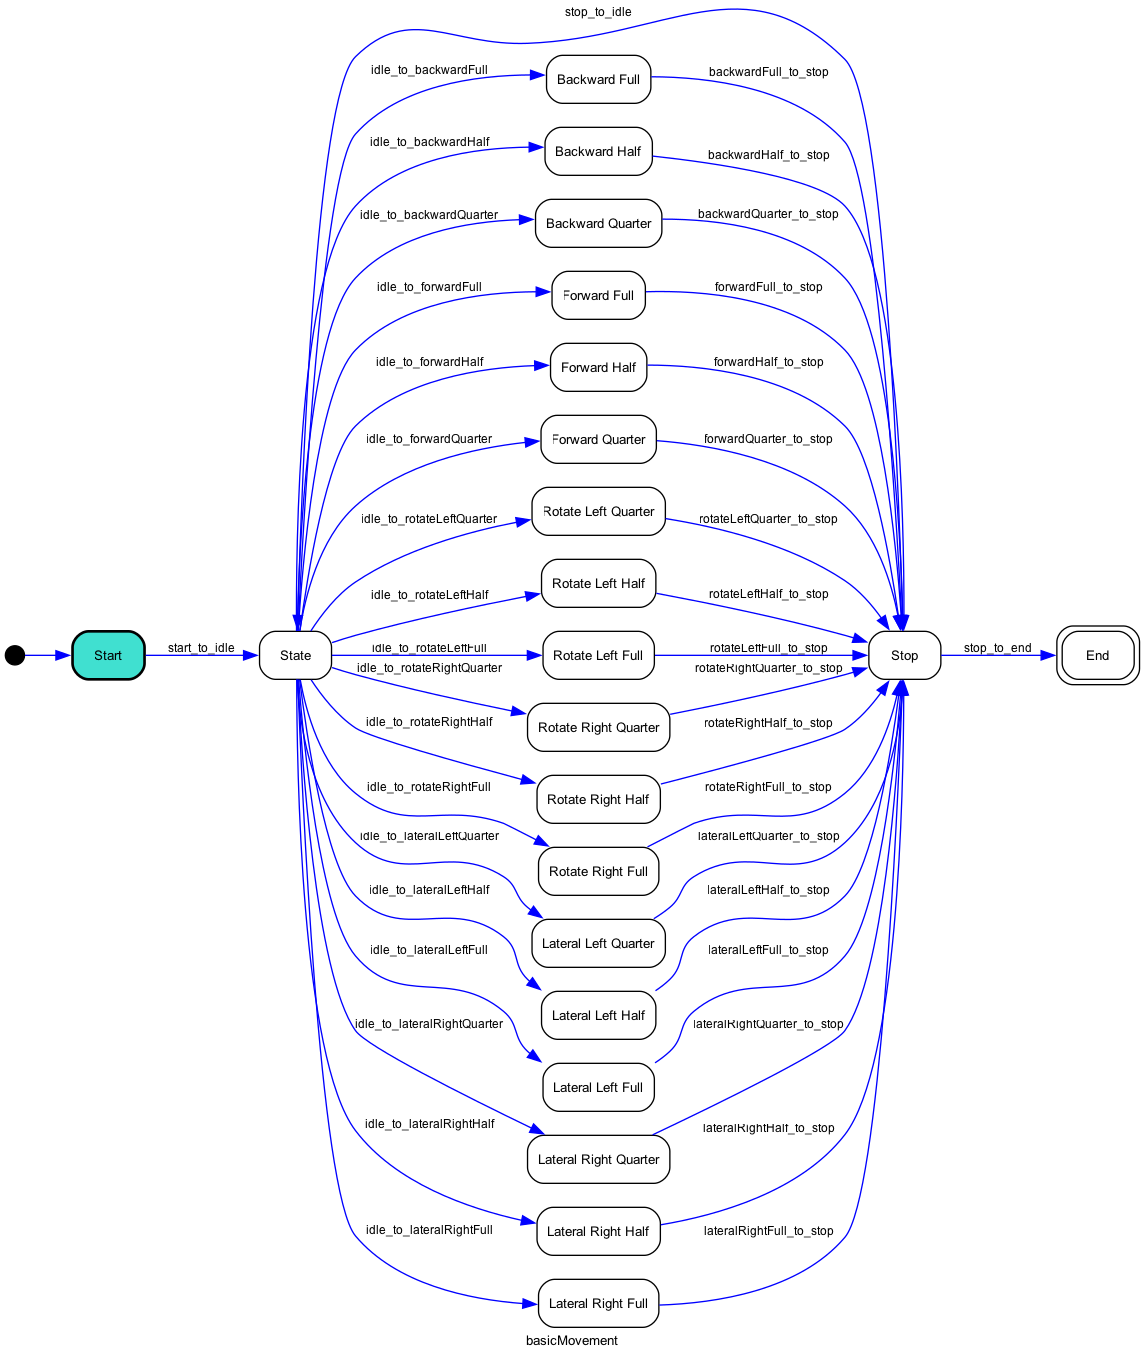 stop_to_idle
idle_to_backwardFull
Backward Full
backwardFull_to_stop
idle_to_backwardHalf
Backward Half
backwardHalf_to_stop
idle_to_backwardQuarter
Backward Quarter
backwardQuarter_to_stop
idle_to_forwardFull
Forward Full
forwardFull_to_stop
idle_to_forwardHalf
Forward Half
forwardHalf_to_stop
idle_to_forwardQuarter
Forward Quarter
forwardQuarter_to_stop
idle_to_rotateLeftQuarter
Rotate Left Quarter
rotateLeftQuarter_to_stop
idle_to_rotateLeftHalf
Rotate Left Half
rotateLeftHalf_to_stop
Start
start_to_idle
State
idle_to_rotateLeftFull
Rotate Left Full
rotateLeftFull_to_stop
Stop
stop_to_end
End
idle_to_rotateRightQuarter
Rotate Right Quarter
rotateRightQuarter_to_stop
idle_to_rotateRightHalf
Rotate Right Half
rotateRightHalf_to_stop
idle_to_rotateRightFull
Rotate Right Full
rotateRightFull_to_stop
idle_to_lateralLeftQuarter
Lateral Left Quarter
lateralLeftQuarter_to_stop
idle_to_lateralLeftHalf
Lateral Left Half
lateralLeftHalf_to_stop
idle_to_lateralLeftFull
Lateral Left Full
lateralLeftFull_to_stop
idle_to_lateralRightQuarter
Lateral Right Quarter
lateralRightQuarter_to_stop
idle_to_lateralRightHalf
Lateral Right Half
lateralRightHalf_to_stop
idle_to_lateralRightFull
Lateral Right Full
lateralRightFull_to_stop
basicMovement